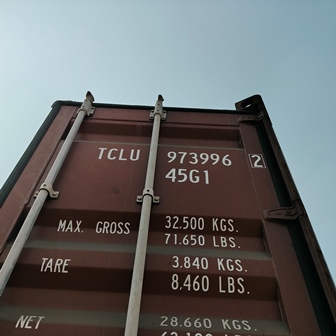 TCLU 973996 2
45G1
MAX. GROSS 32.500 KGS.
71.650 LBS.
TARE 3.840 KGS.
8.460 LBS.
NET 28.660 KGS.